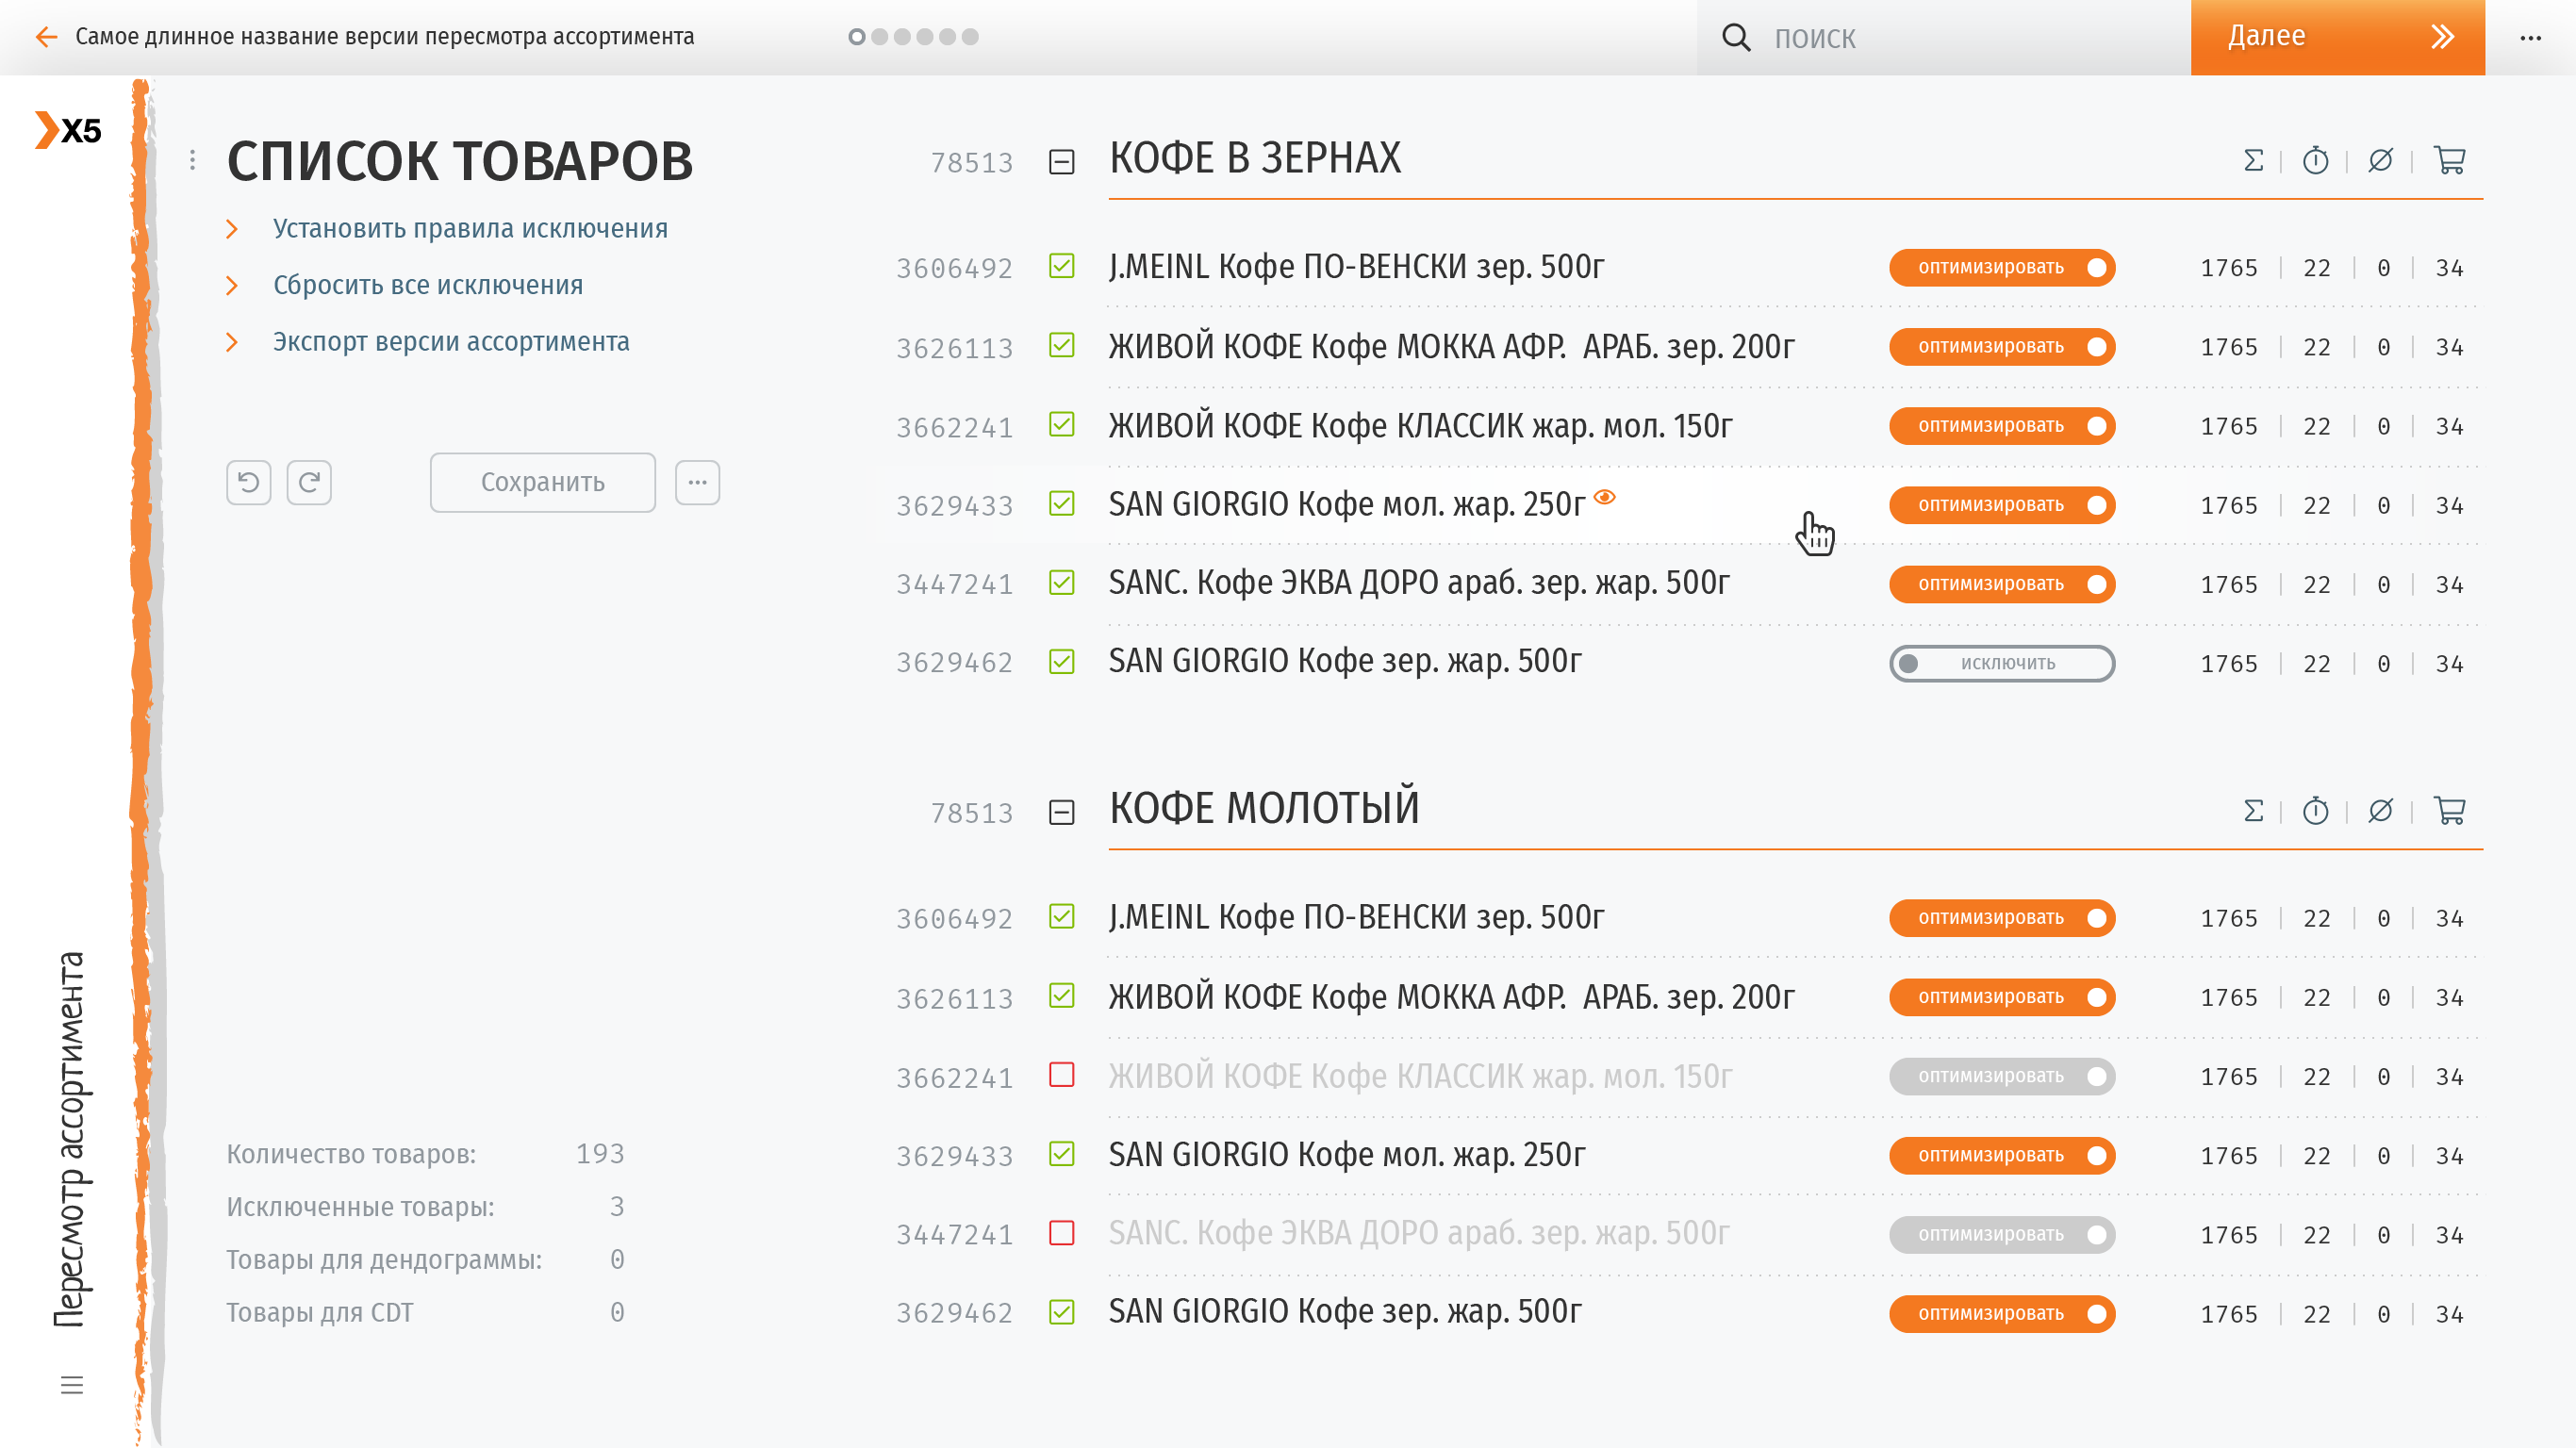 Самое длинное название версии пересмотра ассортимента
ПОИСК
Далее
X5
СПИСОК ТОВАРОВ
Установить правила исключения
Сбросить все исключения
Экспорт версии ассортимента
Сохранить
Количество товаров: 193
Исключенные товары: 3
Товары для дендограммы: 0
Товары для CDT 0
Пересмотр ассортимента
78513 КОФЕ В ЗЕРНАХ Σ | | Ø |
3606492 J.MEINL Кофе ПО-ВЕНСКИ зер. 500г оптимизировать 1765 | 22 | 0 | 34
3626113 ЖИВОЙ КОФЕ Кофе МОККА АФР. АРАБ. зер. 200г оптимизировать 1765 | 22 | 0 | 34
3662241 ЖИВОЙ КОФЕ Кофе КЛАССИК жар. мол. 150г оптимизировать 1765 | 22 | 0 | 34
3629433 SAN GIORGIO Кофе мол. жар. 250г оптимизировать 1765 | 22 | 0 | 34
3447241 SANC. Кофе ЭКВА ДОРО араб. зер. жар. 500г оптимизировать 1765 | 22 | 0 | 34
3629462 SAN GIORGIO Кофе зер. жар. 500г исключить 1765 | 22 | 0 | 34
78513 КОФЕ МОЛОТЫЙ Σ | | Ø |
3606492 J.MEINL Кофе ПО-ВЕНСКИ зер. 500г оптимизировать 1765 | 22 | 0 | 34
3626113 ЖИВОЙ КОФЕ Кофе МОККА АФР. АРАБ. зер. 200г оптимизировать 1765 | 22 | 0 | 34
3662241 ЖИВОЙ КОФЕ Кофе КЛАССИК жар. мол. 150г оптимизировать 1765 | 22 | 0 | 34
3629433 SAN GIORGIO Кофе мол. жар. 250г оптимизировать 1765 | 22 | 0 | 34
3447241 SANC. Кофе ЭКВА ДОРО араб. зер. жар. 500г оптимизировать 1765 | 22 | 0 | 34
3629462 SAN GIORGIO Кофе зер. жар. 500г оптимизировать 1765 | 22 | 0 | 34